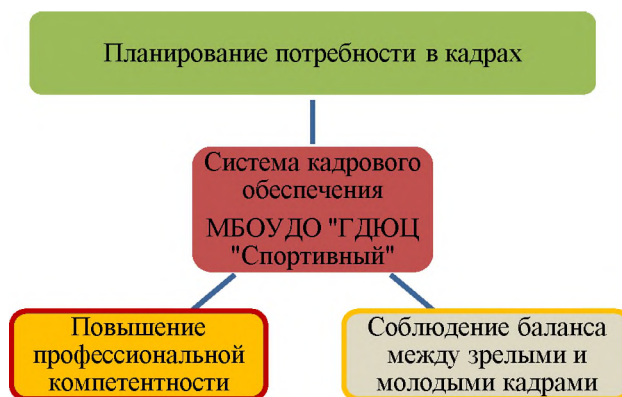 Планирование потребности в кадрах
Система кадрового
обеспечения
МБОУДО "ГДЮЦ
"Спортивный"
Повышение
профессиональной
компетентности
Соблюдение баланса
между зрелыми и
молодыми кадрами